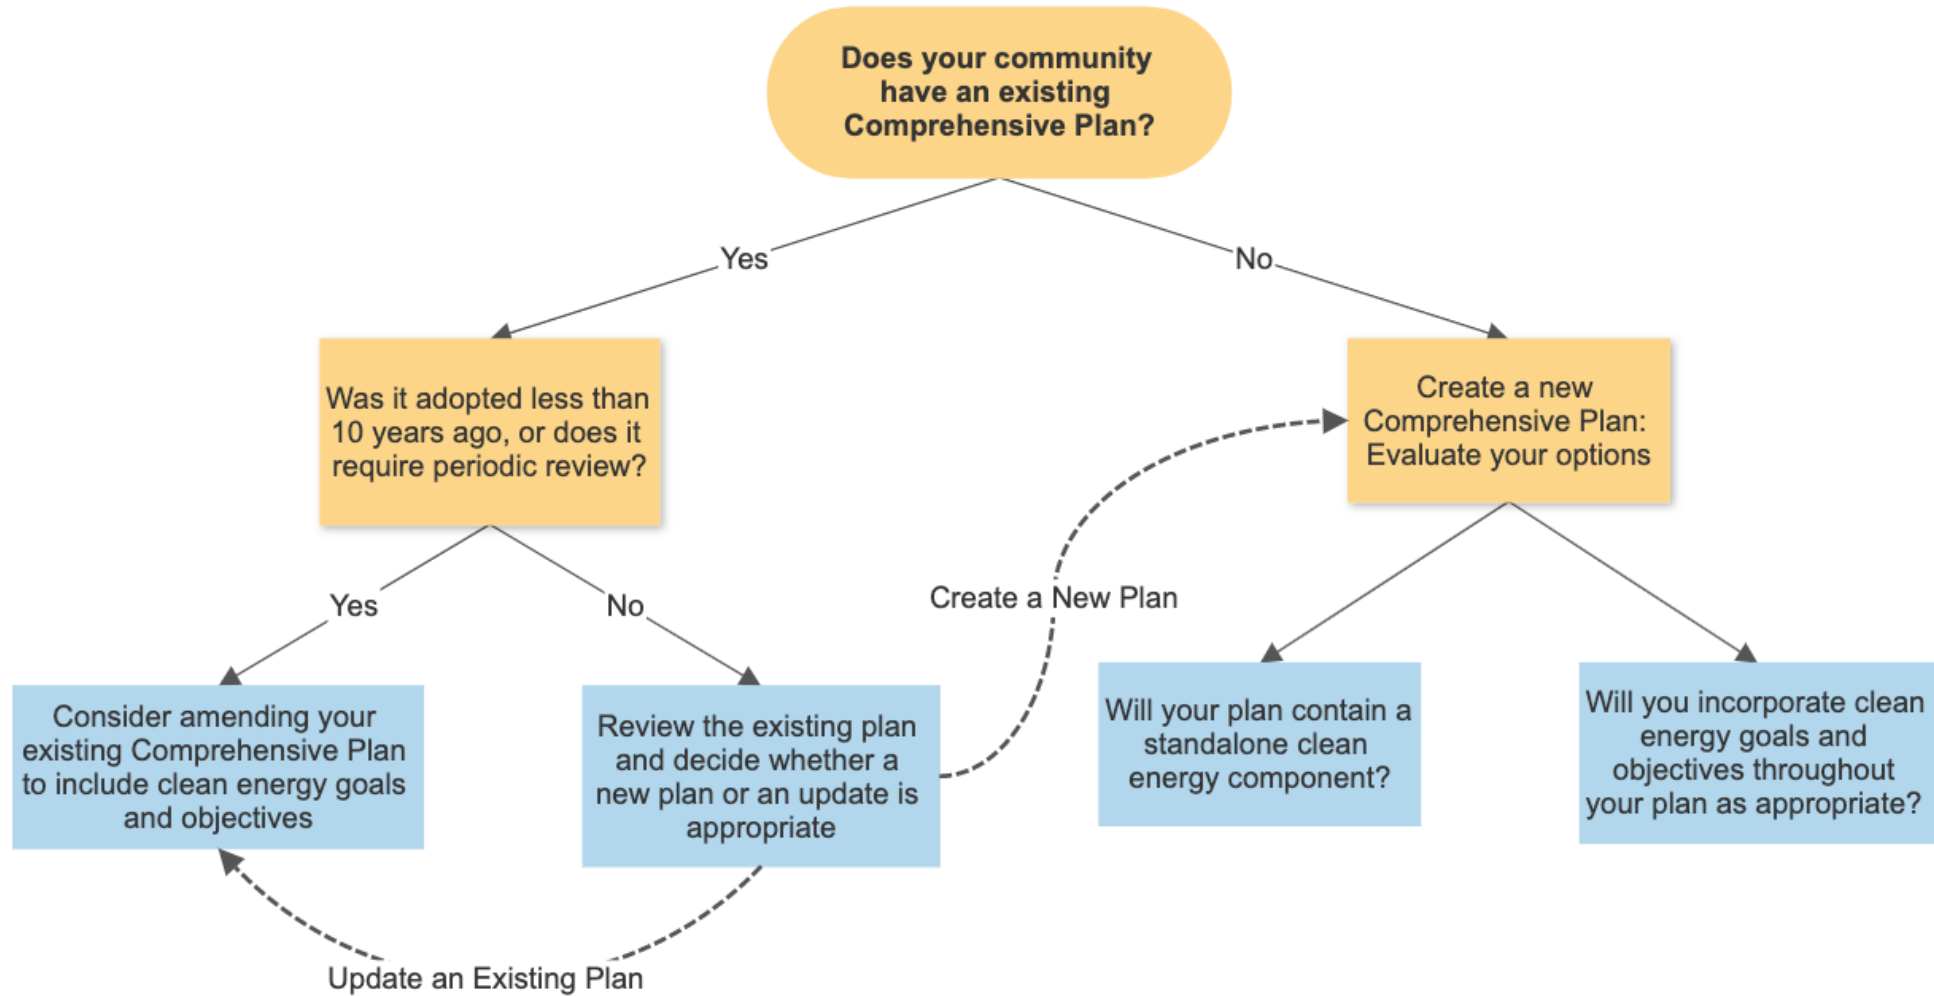 Does your community
have an existing
Comprehensive Plan?
Yes
No
Was it adopted less than
10 years ago, or does it
require periodic review?
Create a new
Comprehensive Plan:
Evaluate your options
Yes
No
Create a New Plan
Consider amending your
existing Comprehensive Plan
to include clean energy goals
and objectives
Review the existing plan
and decide whether a
new plan or an update is
appropriate
Will your plan contain a
standalone clean
energy component?
Will you incorporate clean
energy goals and
objectives throughout
your plan as appropriate?
Update an Existing Plan